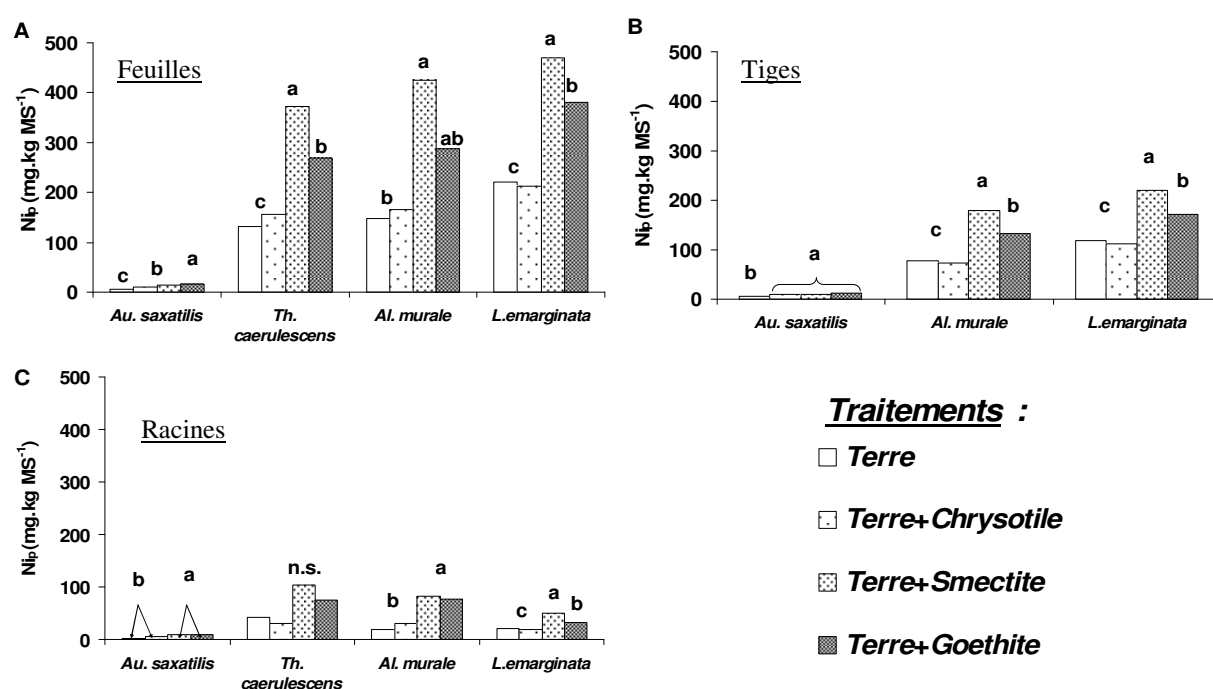 A
Feuilles
Ni_p (mg.kg MS⁻¹)
500
400
300
200
100
0
c b a
c a b
b a ab
c a b
Au. saxatilis
Th. caerulescens
Al. murale
L.emarginata
B
Tiges
Ni_p (mg.kg MS⁻¹)
500
400
300
200
100
0
b a
c a b
c a b
Au. saxatilis
Al. murale
L.emarginata
C
Racines
Ni_p (mg.kg MS⁻¹)
500
400
300
200
100
0
b a
n.s.
b a
c a b
Au. saxatilis
Th. caerulescens
Al. murale
L.emarginata
Traitements :
Terre
Terre+Chrysotile
Terre+Smectite
Terre+Goethite